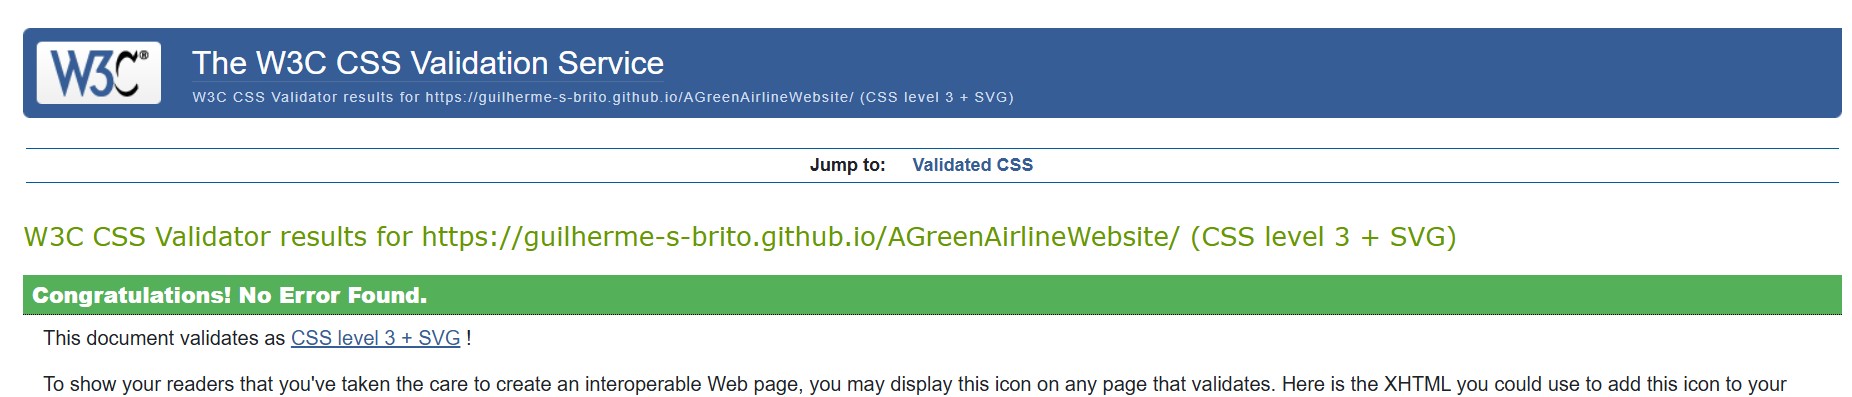 W3C®
The W3C CSS Validation Service
W3C CSS Validator results for https://guilherme-s-brito.github.io/AGreenAirlineWebsite/ (CSS level 3 + SVG)
Jump to: Validated CSS
W3C CSS Validator results for https://guilherme-s-brito.github.io/AGreenAirlineWebsite/ (CSS level 3 + SVG)
Congratulations! No Error Found.
This document validates as CSS level 3 + SVG !
To show your readers that you've taken the care to create an interoperable Web page, you may display this icon on any page that validates. Here is the XHTML you could use to add this icon to your